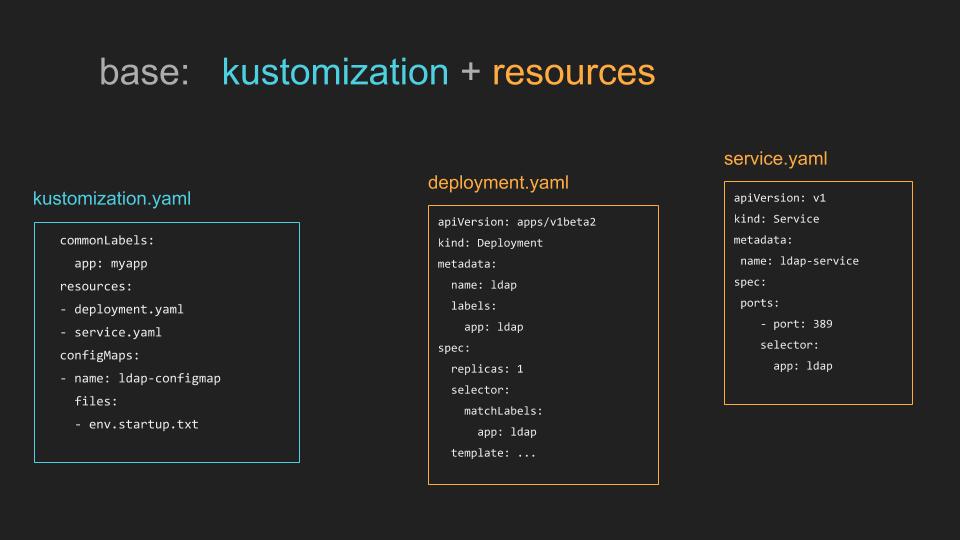 base: kustomization + resources
kustomization.yaml
commonLabels:
  app: myapp
resources:
- deployment.yaml
- service.yaml
configMaps:
- name: ldap-configmap
  files:
  - env.startup.txt
deployment.yaml
apiVersion: apps/v1beta2
kind: Deployment
metadata:
  name: ldap
  labels:
    app: ldap
spec:
  replicas: 1
  selector:
    matchLabels:
      app: ldap
  template: ...
service.yaml
apiVersion: v1
kind: Service
metadata:
 name: ldap-service
spec:
 ports:
    - port: 389
    selector:
      app: ldap